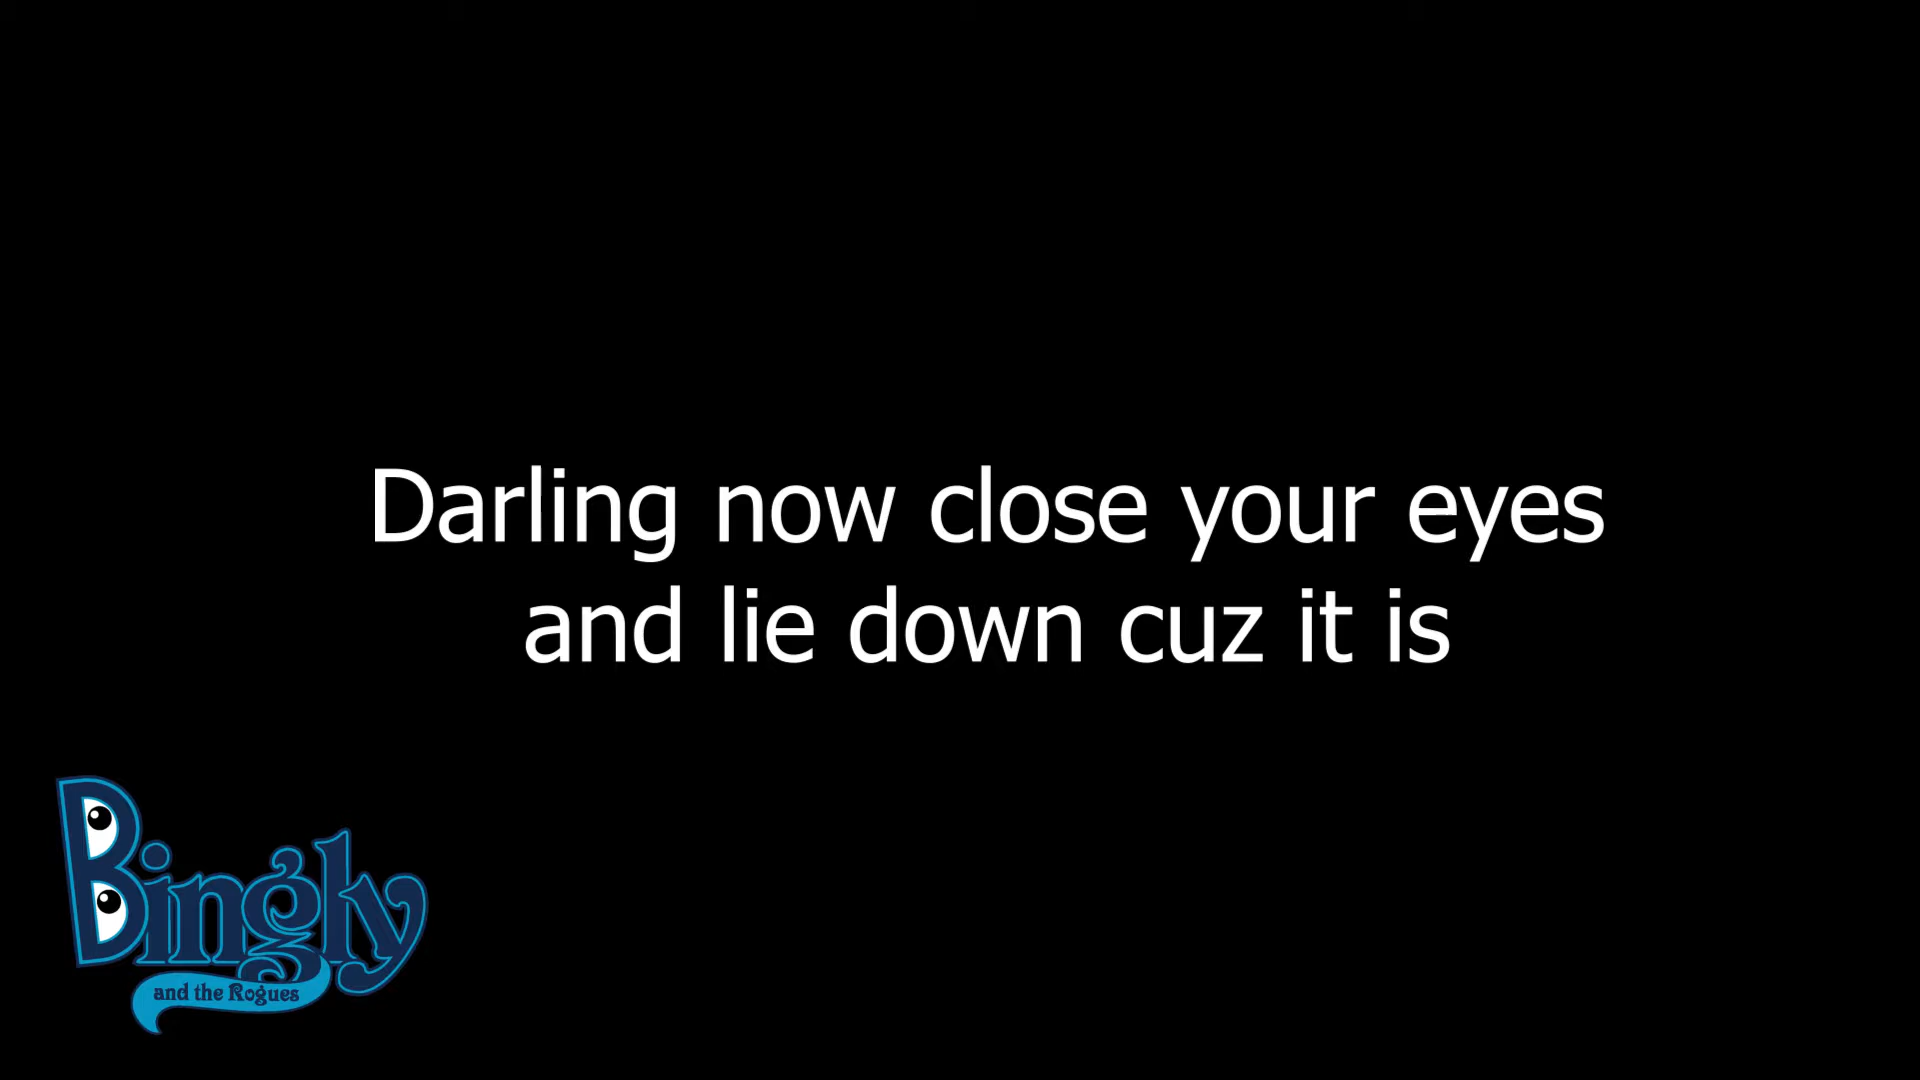 Darling now close your eyes
and lie down cuz it is
Bingly
and the Rogues